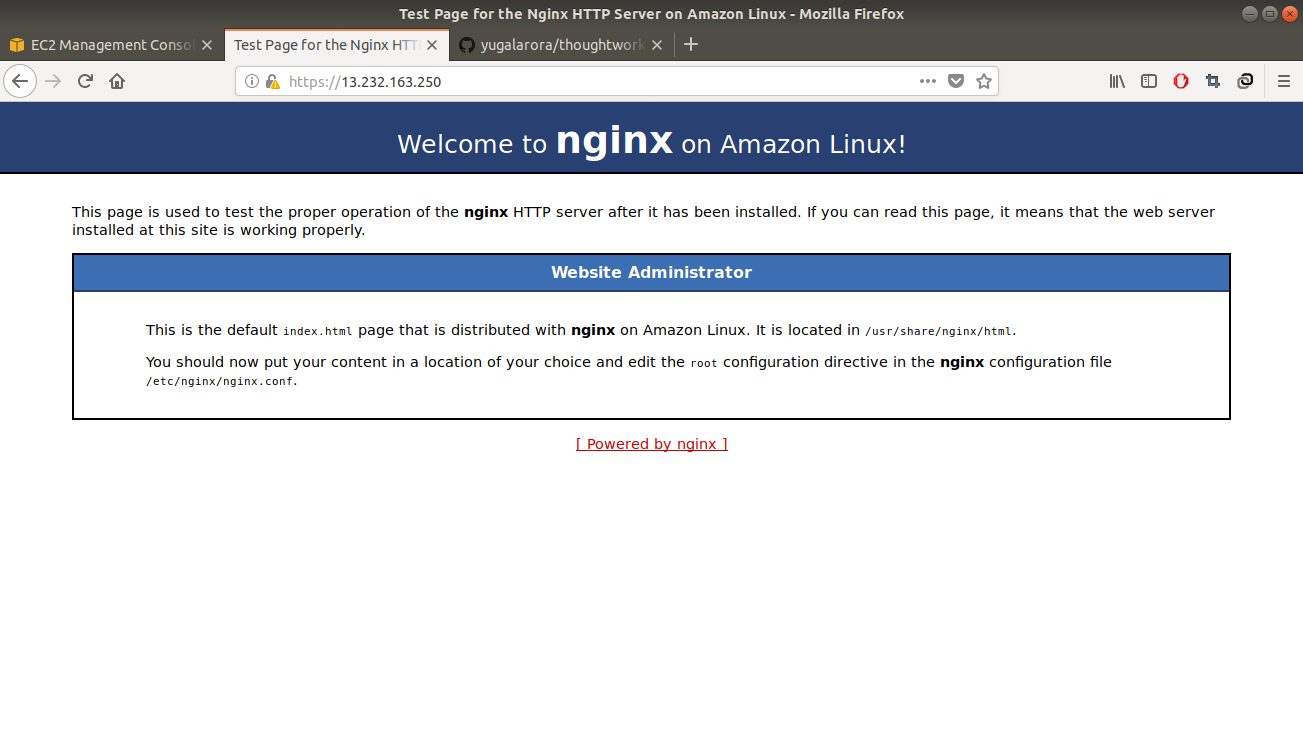 Test Page for the Nginx HTTP Server on Amazon Linux - Mozilla Firefox
EC2 Management Conso
Test Page for the Nginx HTT
yugalarora/thoughtwork
https://13.232.163.250
Welcome to nginx on Amazon Linux!
This page is used to test the proper operation of the nginx HTTP server after it has been installed. If you can read this page, it means that the web server
installed at this site is working properly.
Website Administrator
This is the default index.html page that is distributed with nginx on Amazon Linux. It is located in /usr/share/nginx/html.
You should now put your content in a location of your choice and edit the root configuration directive in the nginx configuration file
/etc/nginx/nginx.conf.
[ Powered by nginx ]